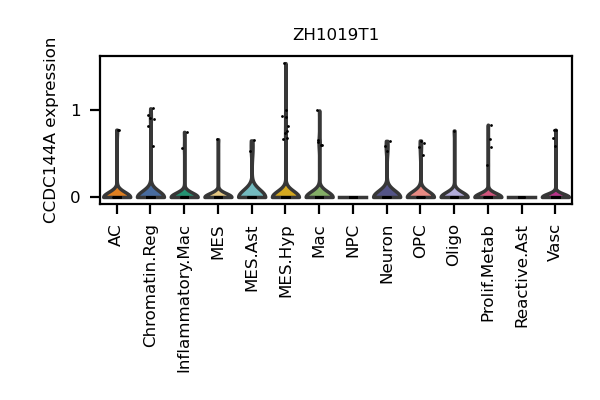 ZH1019T1
CCDC144A expression
1
0
AC
Chromatin.Reg
Inflammatory.Mac
MES
MES.Ast
MES.Hyp
Mac
NPC
Neuron
OPC
Oligo
Prolif.Metab
Reactive.Ast
Vasc